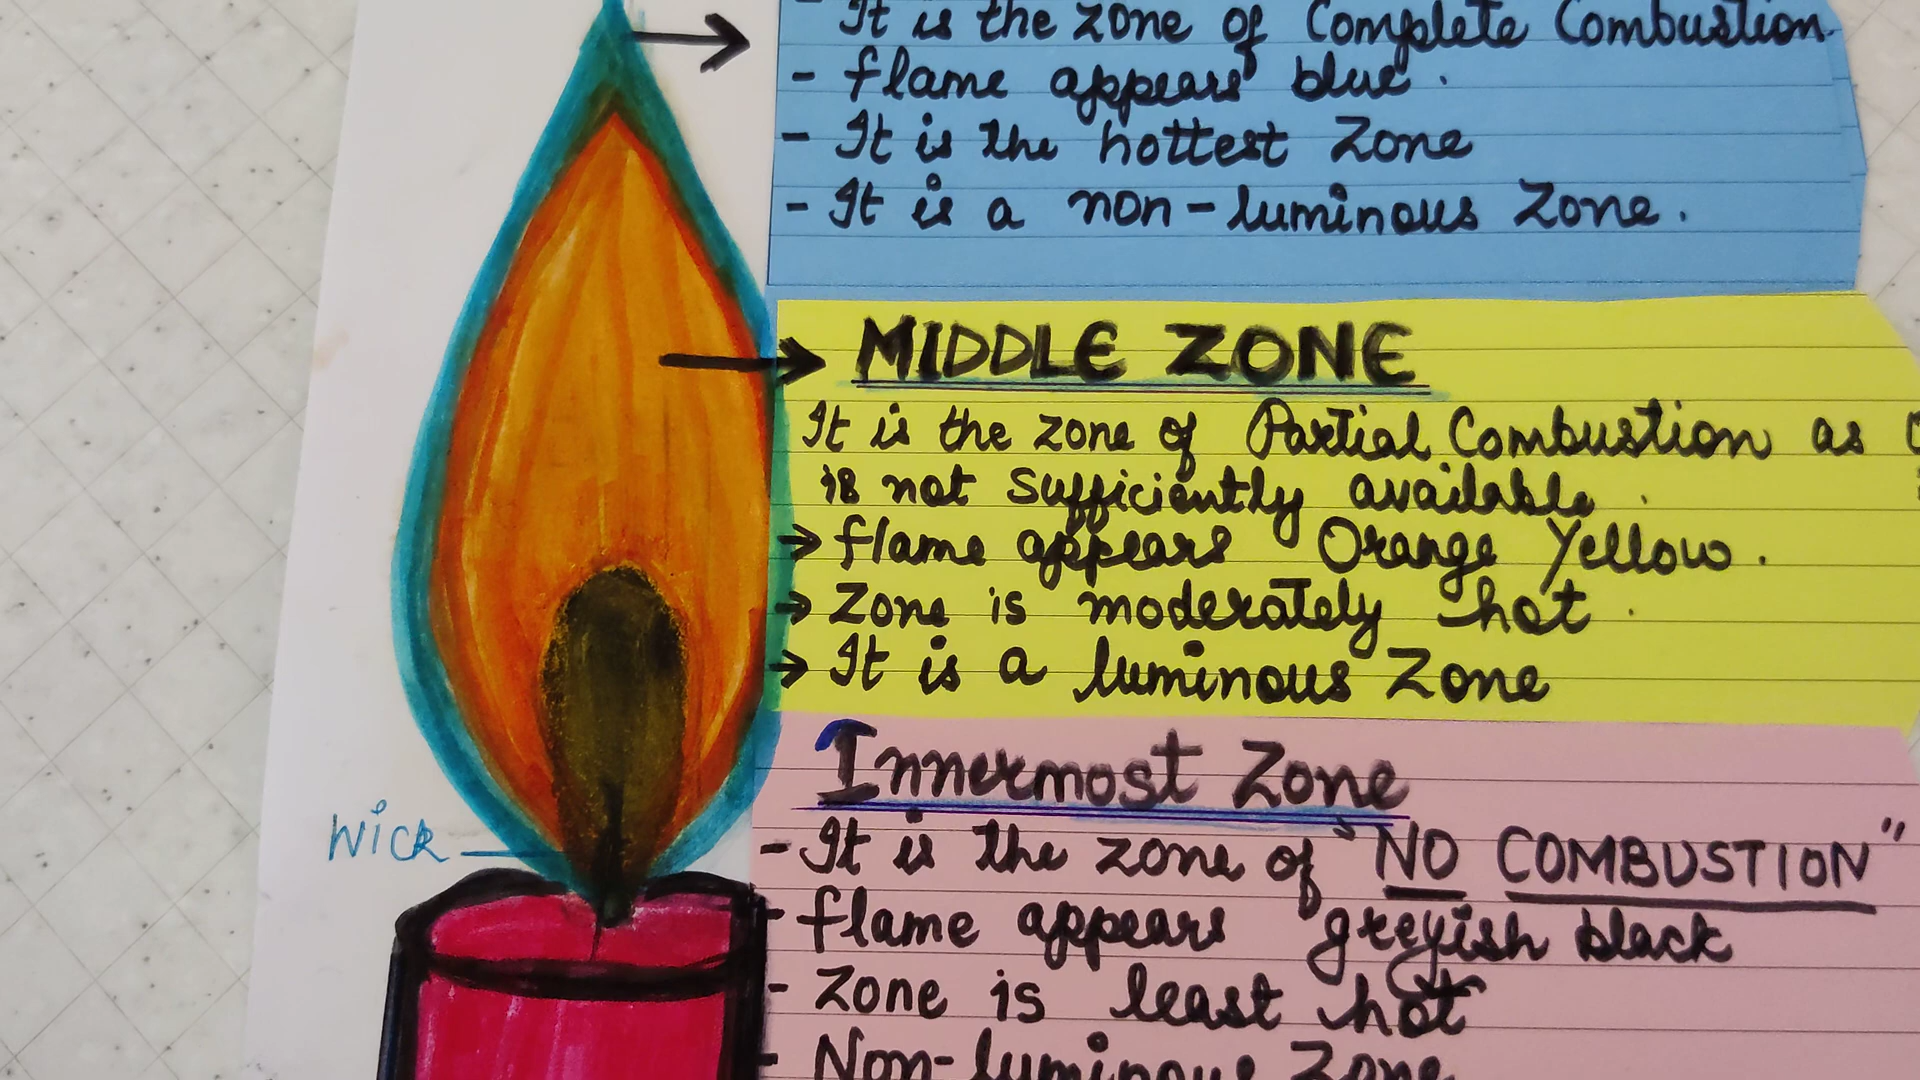 - It is the zone of Complete Combustion.
- flame appears blue.
- It is the hottest Zone
- It is a non-luminous Zone.
MIDDLE ZONE
It is the zone of Partial Combustion as
is not sufficiently available.
→ flame appears Orange Yellow.
→ Zone is moderately hot.
→ It is a luminous Zone
Innermost Zone
- It is the zone of "NO COMBUSTION"
- flame appears greyish black
- Zone is least hot
- Non-luminous Zone
Wick